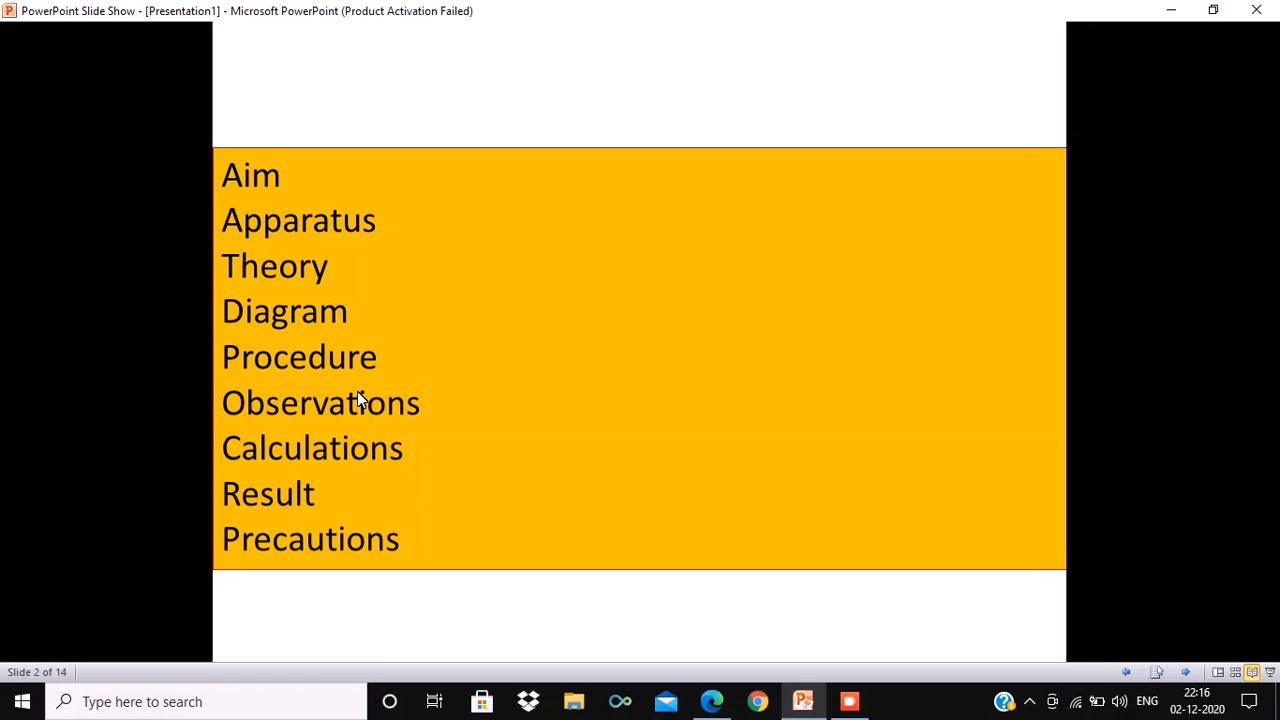 PowerPoint Slide Show - [Presentation1] - Microsoft PowerPoint (Product Activation Failed)
Aim
Apparatus
Theory
Diagram
Procedure
Observations
Calculations
Result
Precautions
Slide 2 of 14
Type here to search
ENG
22:16
02-12-2020